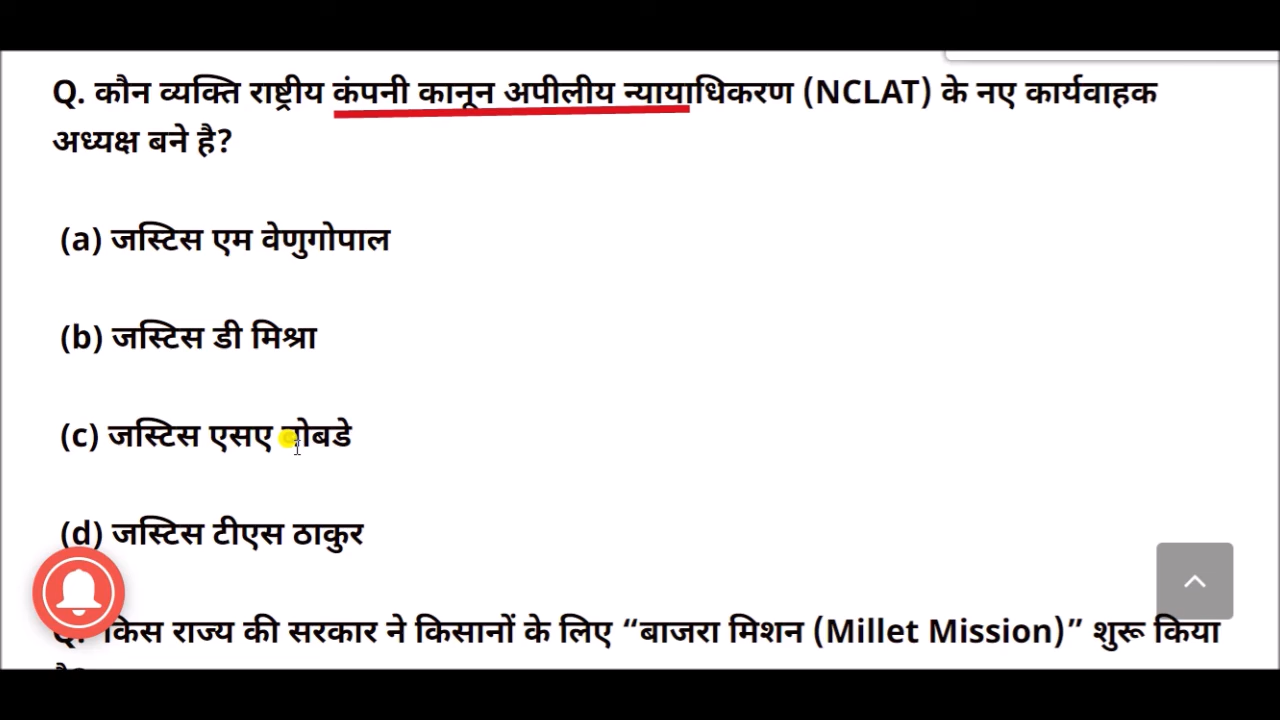 Q. कौन व्यक्ति राष्ट्रीय कंपनी कानून अपीलीय न्यायाधिकरण (NCLAT) के नए कार्यवाहक
अध्यक्ष बने है?
(a) जस्टिस एम वेणुगोपाल
(b) जस्टिस डी मिश्रा
(c) जस्टिस एसए बोबडे
(d) जस्टिस टीएस ठाकुर
Q. किस राज्य की सरकार ने किसानों के लिए “बाजरा मिशन (Millet Mission)” शुरू किया